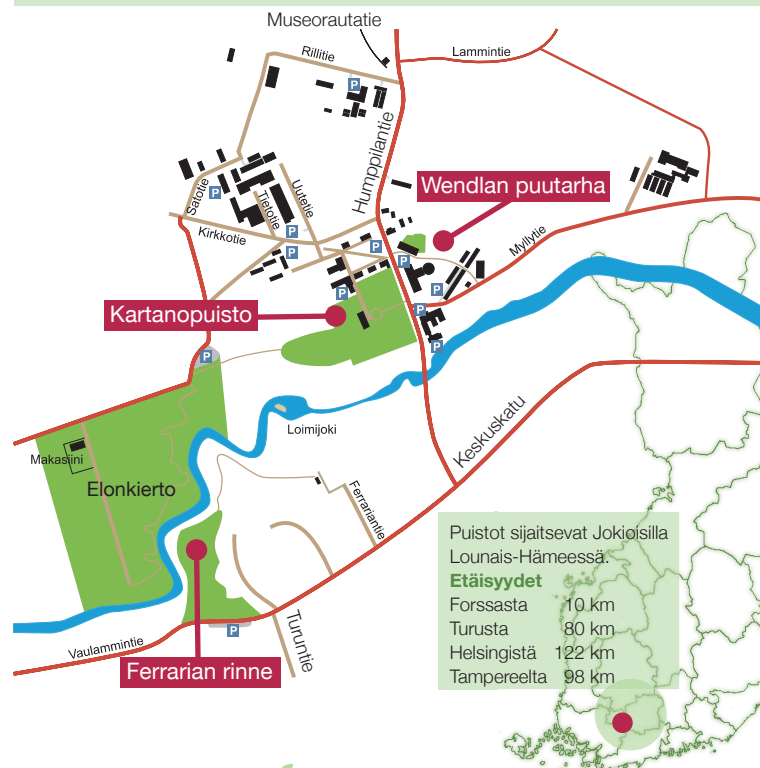 Museorautatie
Rillitie
Lammintie
P
Humppilantie
Wendlan puutarha
Satotie
P
Tietotie
Uutetie
Kirkkotie
P
P
P
P
Myllytie
P
P
Kartanopuisto
P
P
P
Loimijoki
Keskuskatu
Makasiini
Elonkierto
Ferrariantie
Puistot sijaitsevat Jokioisilla
Lounais-Hämeessä.
Etäisyydet
Forssasta 10 km
Turusta 80 km
Helsingistä 122 km
Tampereelta 98 km
P
Turuntie
Vaulammintie
Ferrarian rinne